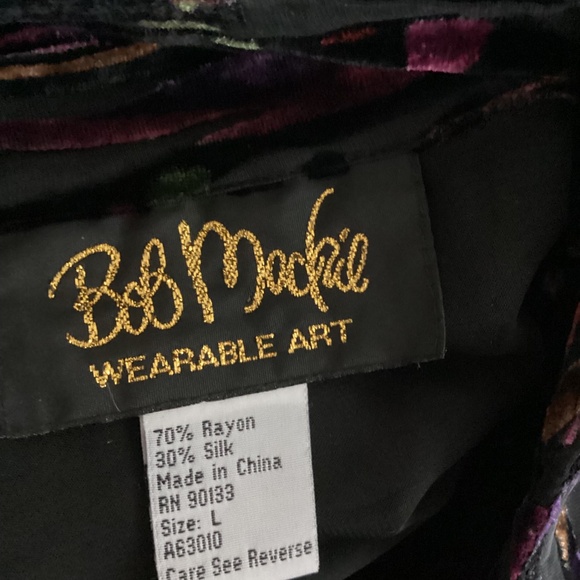 Bob Mackie
WEARABLE ART
70% Rayon
30% Silk
Made in China
RN 90133
Size: L
A63010
Care See Reverse